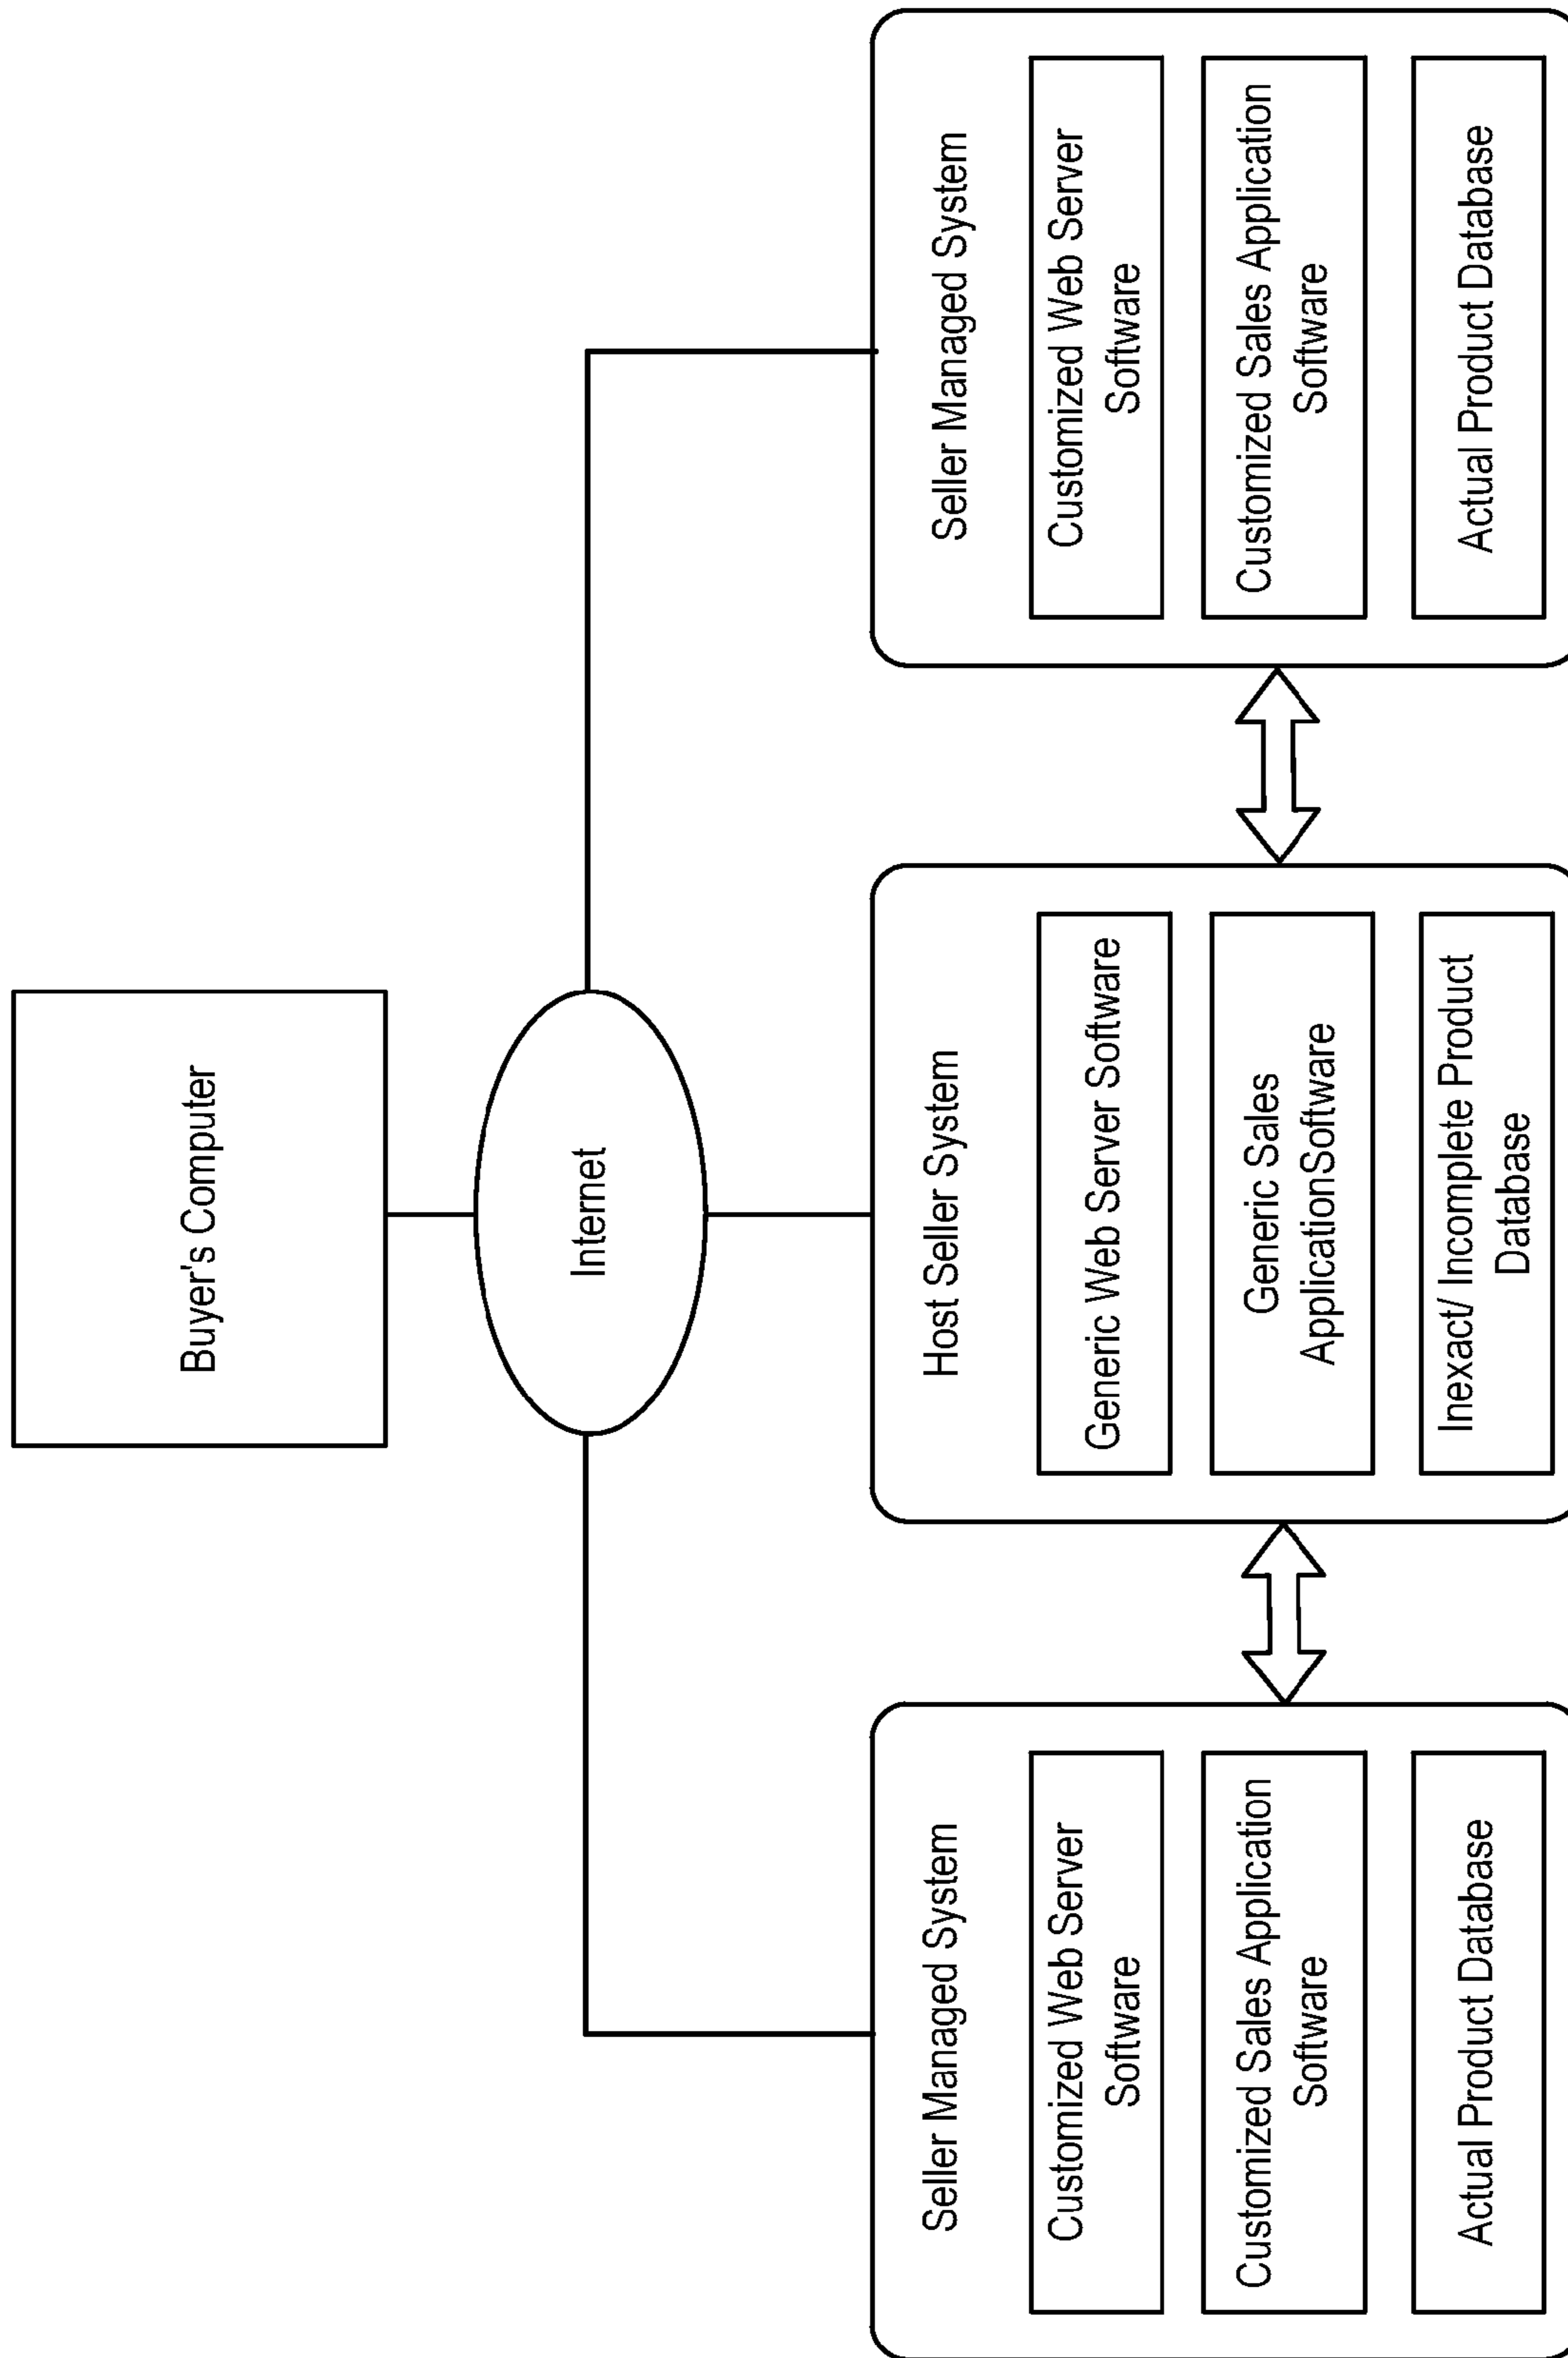 Buyer's Computer
Internet
Seller Managed System
Customized Web Server
Software
Customized Sales Application
Software
Actual Product Database
Host Seller System
Generic Web Server Software
Generic Sales
ApplicationSoftware
Inexact/ Incomplete Product
Database
Seller Managed System
Customized Web Server
Software
Customized Sales Application
Software
Actual Product Database